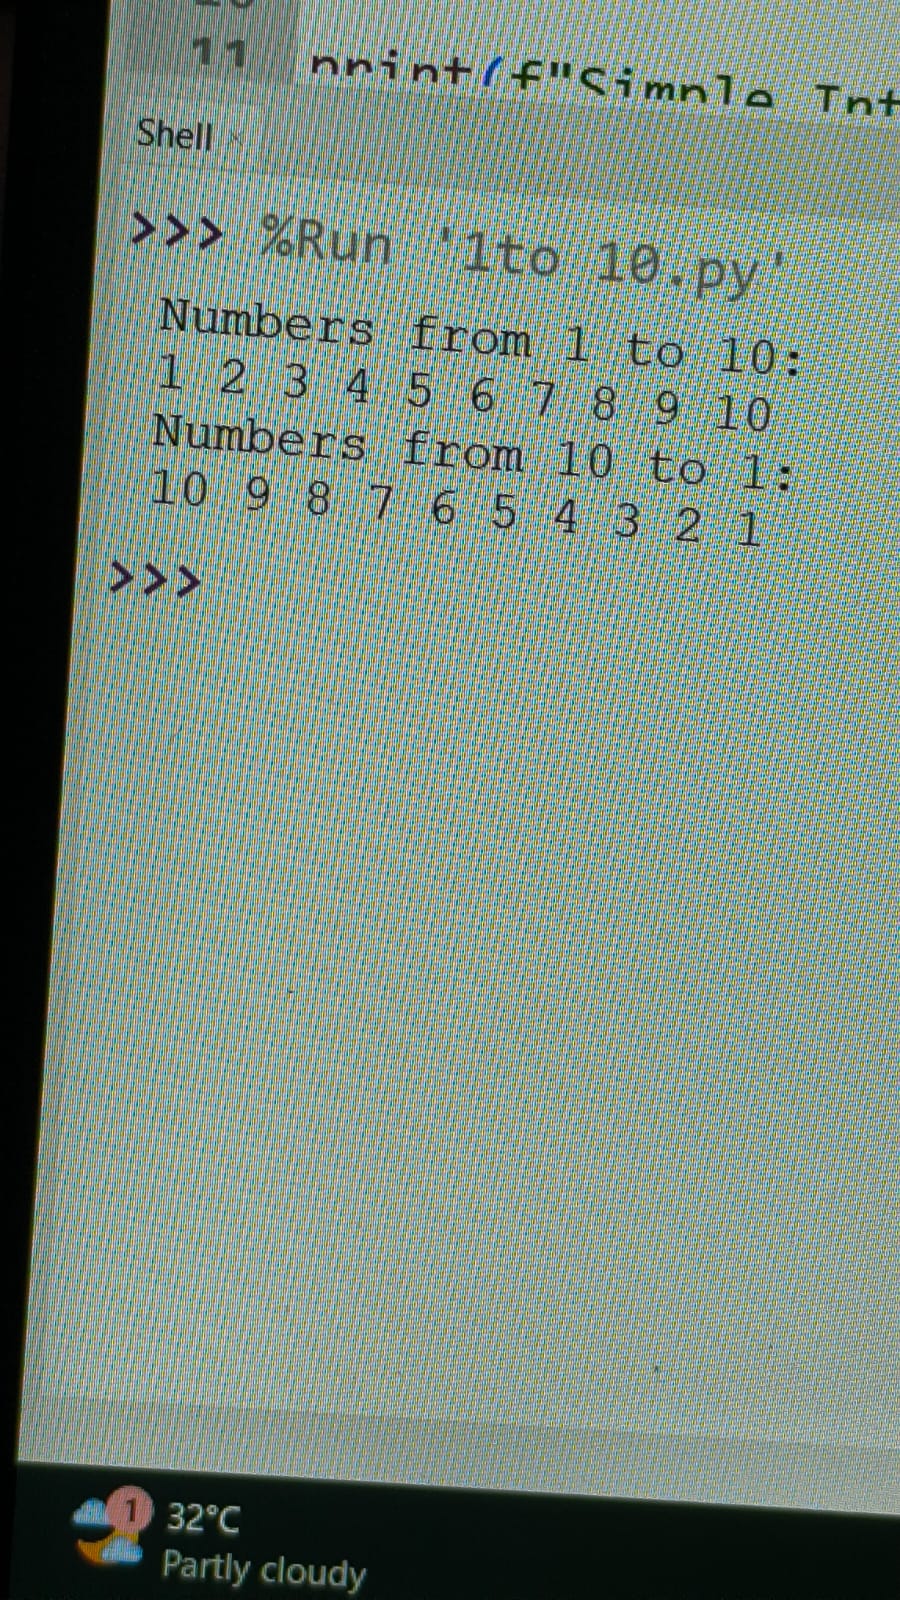 11 print(f"Simple Int
Shell ×
>>> %Run '1to 10.py'
Numbers from 1 to 10:
1 2 3 4 5 6 7 8 9 10
Numbers from 10 to 1:
10 9 8 7 6 5 4 3 2 1
>>>
1 32°C
Partly cloudy